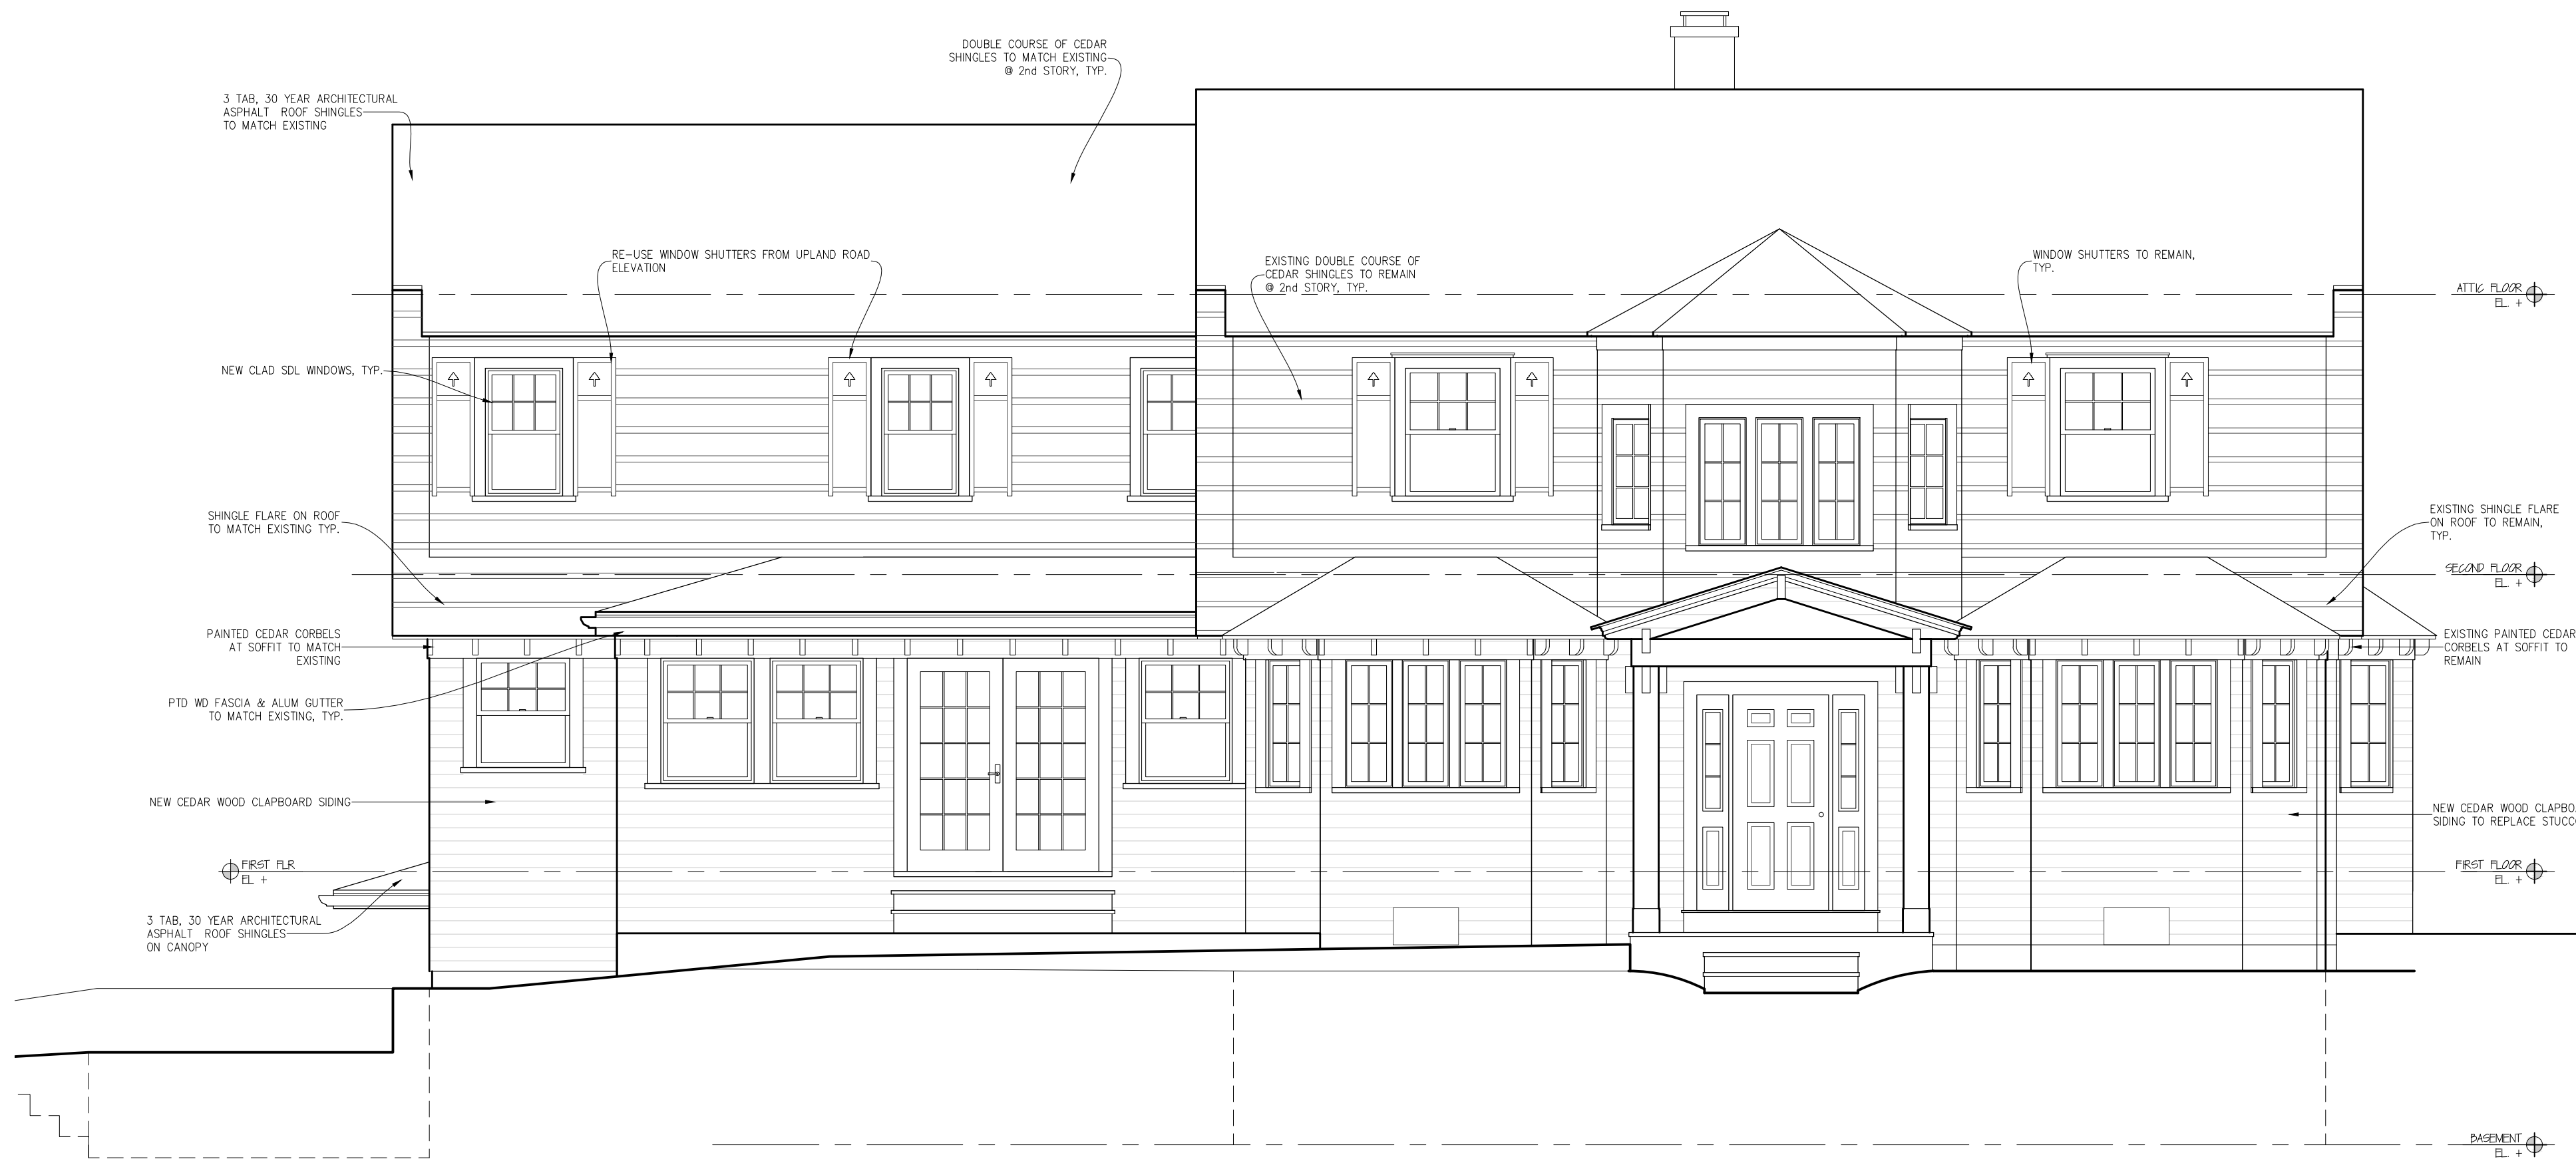 DOUBLE COURSE OF CEDAR
SHINGLES TO MATCH EXISTING
@ 2nd STORY, TYP.
3 TAB, 30 YEAR ARCHITECTURAL
ASPHALT ROOF SHINGLES
TO MATCH EXISTING
RE-USE WINDOW SHUTTERS FROM UPLAND ROAD
ELEVATION
EXISTING DOUBLE COURSE OF
CEDAR SHINGLES TO REMAIN
@ 2nd STORY, TYP.
WINDOW SHUTTERS TO REMAIN,
TYP.
ATTIC FLOOR
EL. +
NEW CLAD SDL WINDOWS, TYP.
SHINGLE FLARE ON ROOF
TO MATCH EXISTING TYP.
EXISTING SHINGLE FLARE
ON ROOF TO REMAIN,
TYP.
SECOND FLOOR
EL. +
PAINTED CEDAR CORBELS
AT SOFFIT TO MATCH
EXISTING
EXISTING PAINTED CEDAR
CORBELS AT SOFFIT TO
REMAIN
PTD WD FASCIA & ALUM GUTTER
TO MATCH EXISTING, TYP.
NEW CEDAR WOOD CLAPBOARD SIDING
NEW CEDAR WOOD CLAPBO
SIDING TO REPLACE STUCC
FIRST FLR
EL +
FIRST FLOOR
EL. +
3 TAB, 30 YEAR ARCHITECTURAL
ASPHALT ROOF SHINGLES
ON CANOPY
BASEMENT
EL. +